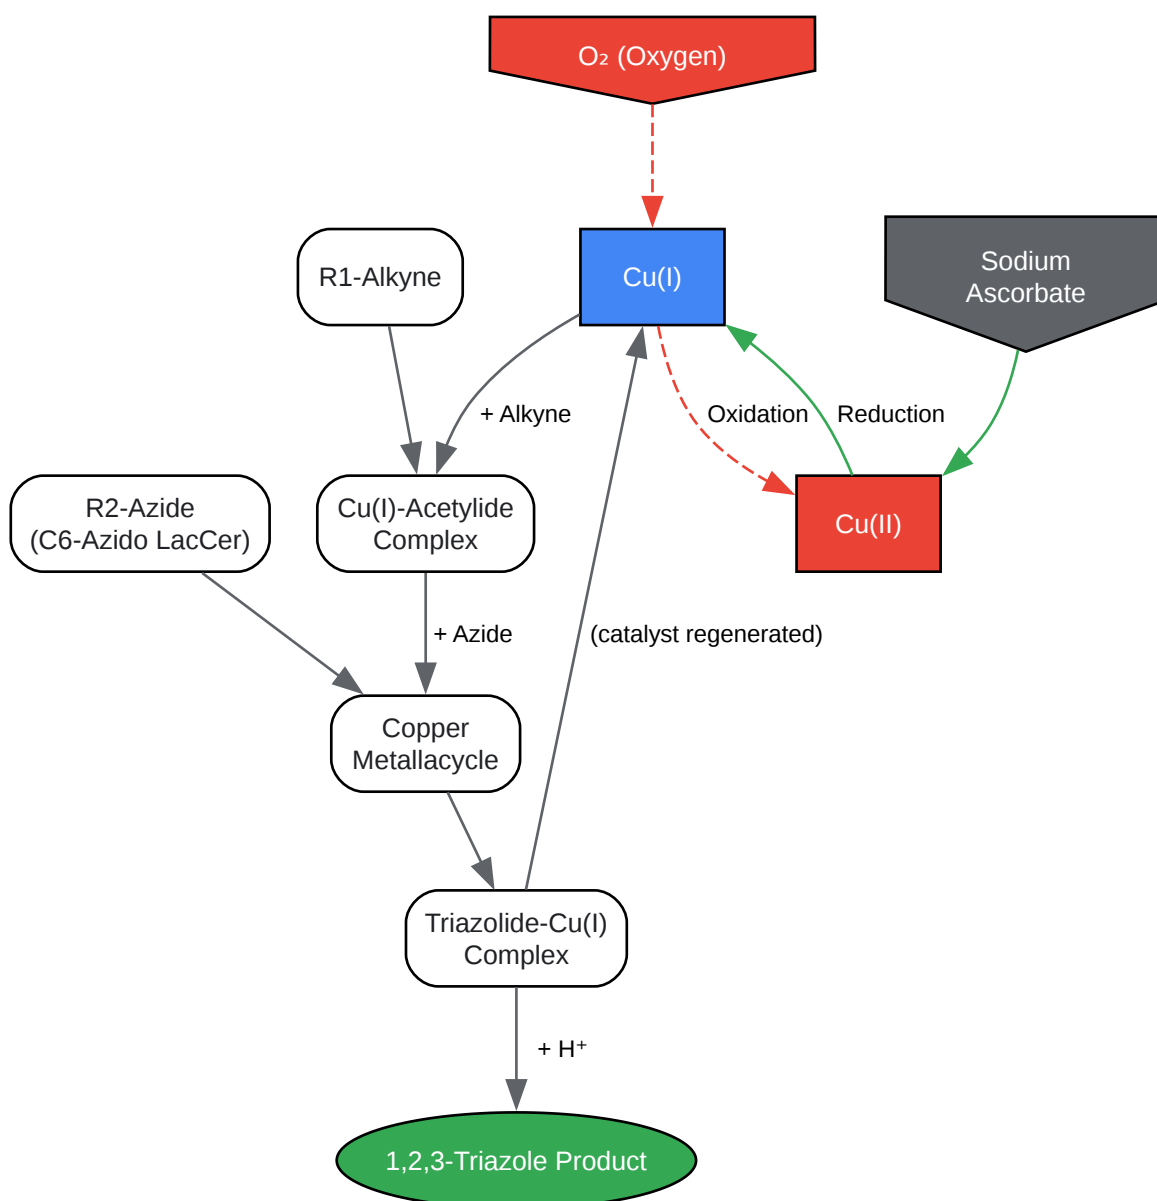 O₂ (Oxygen)
R1-Alkyne
Cu(I)
Sodium
Ascorbate
+ Alkyne
Oxidation
Reduction
R2-Azide
(C6-Azido LacCer)
Cu(I)-Acetylide
Complex
Cu(II)
+ Azide
(catalyst regenerated)
Copper
Metallacycle
Triazolide-Cu(I)
Complex
+ H⁺
1,2,3-Triazole Product